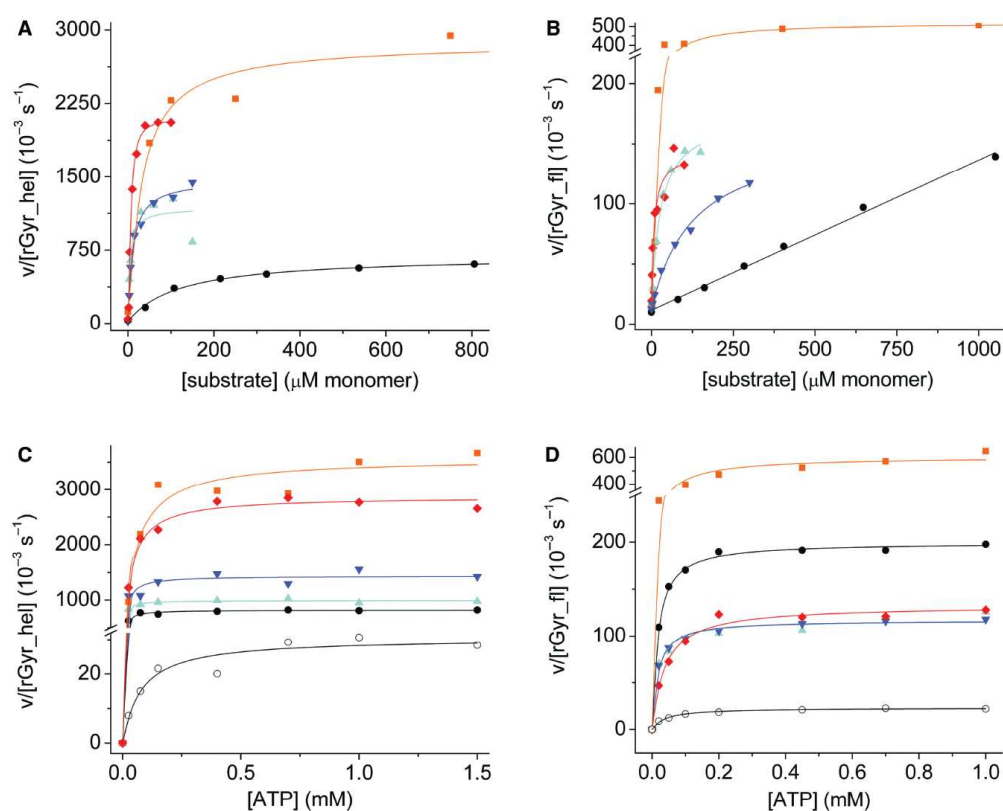 A
3000
2250
1500
750
0
v/[rGyr_hel] (10⁻³ s⁻¹)
0 200 400 600 800
[substrate] (μM monomer)
B
500
400
200
100
0
v/[rGyr_fl] (10⁻³ s⁻¹)
0 250 500 750 1000
[substrate] (μM monomer)
C
3000
2000
1000
20
0
v/[rGyr_hel] (10⁻³ s⁻¹)
0.0 0.5 1.0 1.5
[ATP] (mM)
D
600
400
200
100
0
v/[rGyr_fl] (10⁻³ s⁻¹)
0.0 0.2 0.4 0.6 0.8 1.0
[ATP] (mM)